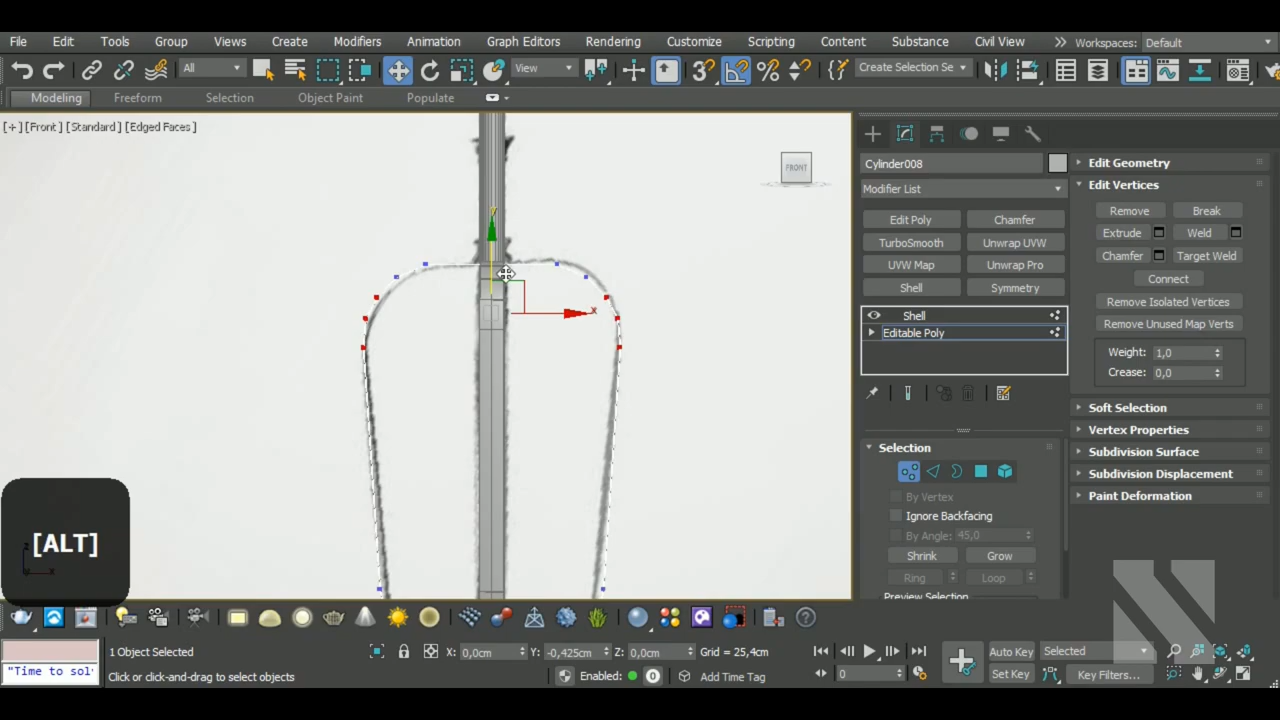 File Edit Tools Group Views Create Modifiers Animation Graph Editors Rendering Customize Scripting Content Substance Civil View Workspaces: Default
All View Create Selection Se
Modeling Freeform Selection Object Paint Populate
[+] [Front] [Standard] [Edged Faces]
FRONT
y
x
[ALT]
z
x
Cylinder008
Modifier List
Edit Poly Chamfer
TurboSmooth Unwrap UVW
UVW Map Unwrap Pro
Shell Symmetry
Shell
Editable Poly
Selection
By Vertex
Ignore Backfacing
By Angle: 45,0
Shrink Grow
Ring Loop
Preview Selection
Edit Geometry
Edit Vertices
Remove Break
Extrude Weld
Chamfer Target Weld
Connect
Remove Isolated Vertices
Remove Unused Map Verts
Weight: 1,0
Crease: 0,0
Soft Selection
Vertex Properties
Subdivision Surface
Subdivision Displacement
Paint Deformation
1 Object Selected X: 0,0cm Y: -0,425cm Z: 0,0cm Grid = 25,4cm Auto Key Selected
"Time to sol Click or click-and-drag to select objects Enabled: 0 Add Time Tag 0 Set Key Key Filters...